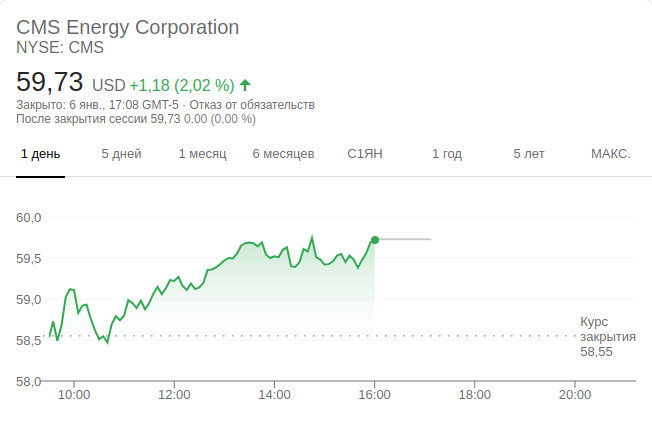 CMS Energy Corporation
NYSE: CMS
59,73 USD +1,18 (2,02 %)
Закрыто: 6 янв., 17:08 GMT-5 · Отказ от обязательств
После закрытия сессии 59,73 0,00 (0,00 %)
1 день 5 дней 1 месяц 6 месяцев С1ЯН 1 год 5 лет МАКС.
60,0
59,5
59,0
58,5
58,0
Курс
закрытия
58,55
10:00 12:00 14:00 16:00 18:00 20:00